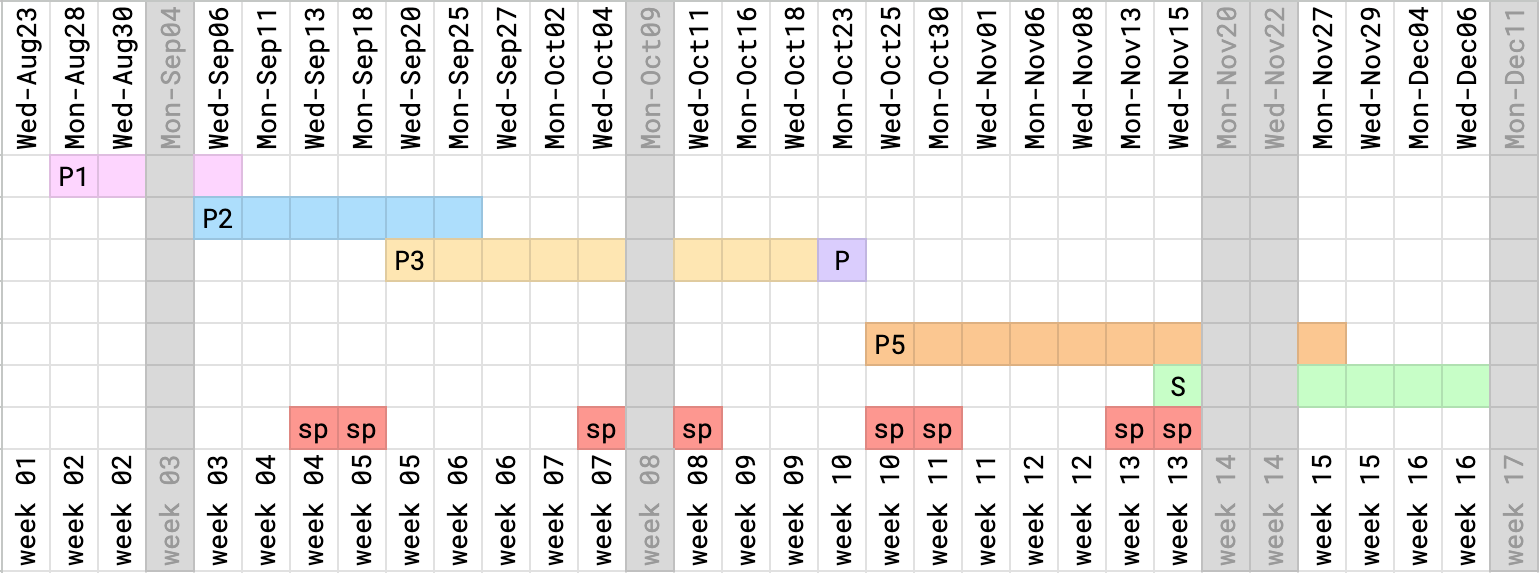 Wed-Aug23 Mon-Aug28 Wed-Aug30 Mon-Sep04 Wed-Sep06 Mon-Sep11 Wed-Sep13 Mon-Sep18 Wed-Sep20 Mon-Sep25 Wed-Sep27 Mon-Oct02 Wed-Oct04 Mon-Oct09 Wed-Oct11 Mon-Oct16 Wed-Oct18 Mon-Oct23 Wed-Oct25 Mon-Oct30 Wed-Nov01 Mon-Nov06 Wed-Nov08 Mon-Nov13 Wed-Nov15 Mon-Nov20 Wed-Nov22 Mon-Nov27 Wed-Nov29 Mon-Dec04 Wed-Dec06 Mon-Dec11
P1
P2
P3 P
P5
S
sp sp sp sp sp sp sp sp
week 01 week 02 week 02 week 03 week 03 week 04 week 04 week 05 week 05 week 06 week 06 week 07 week 07 week 08 week 08 week 09 week 09 week 10 week 10 week 11 week 11 week 12 week 12 week 13 week 13 week 14 week 14 week 15 week 15 week 16 week 16 week 17